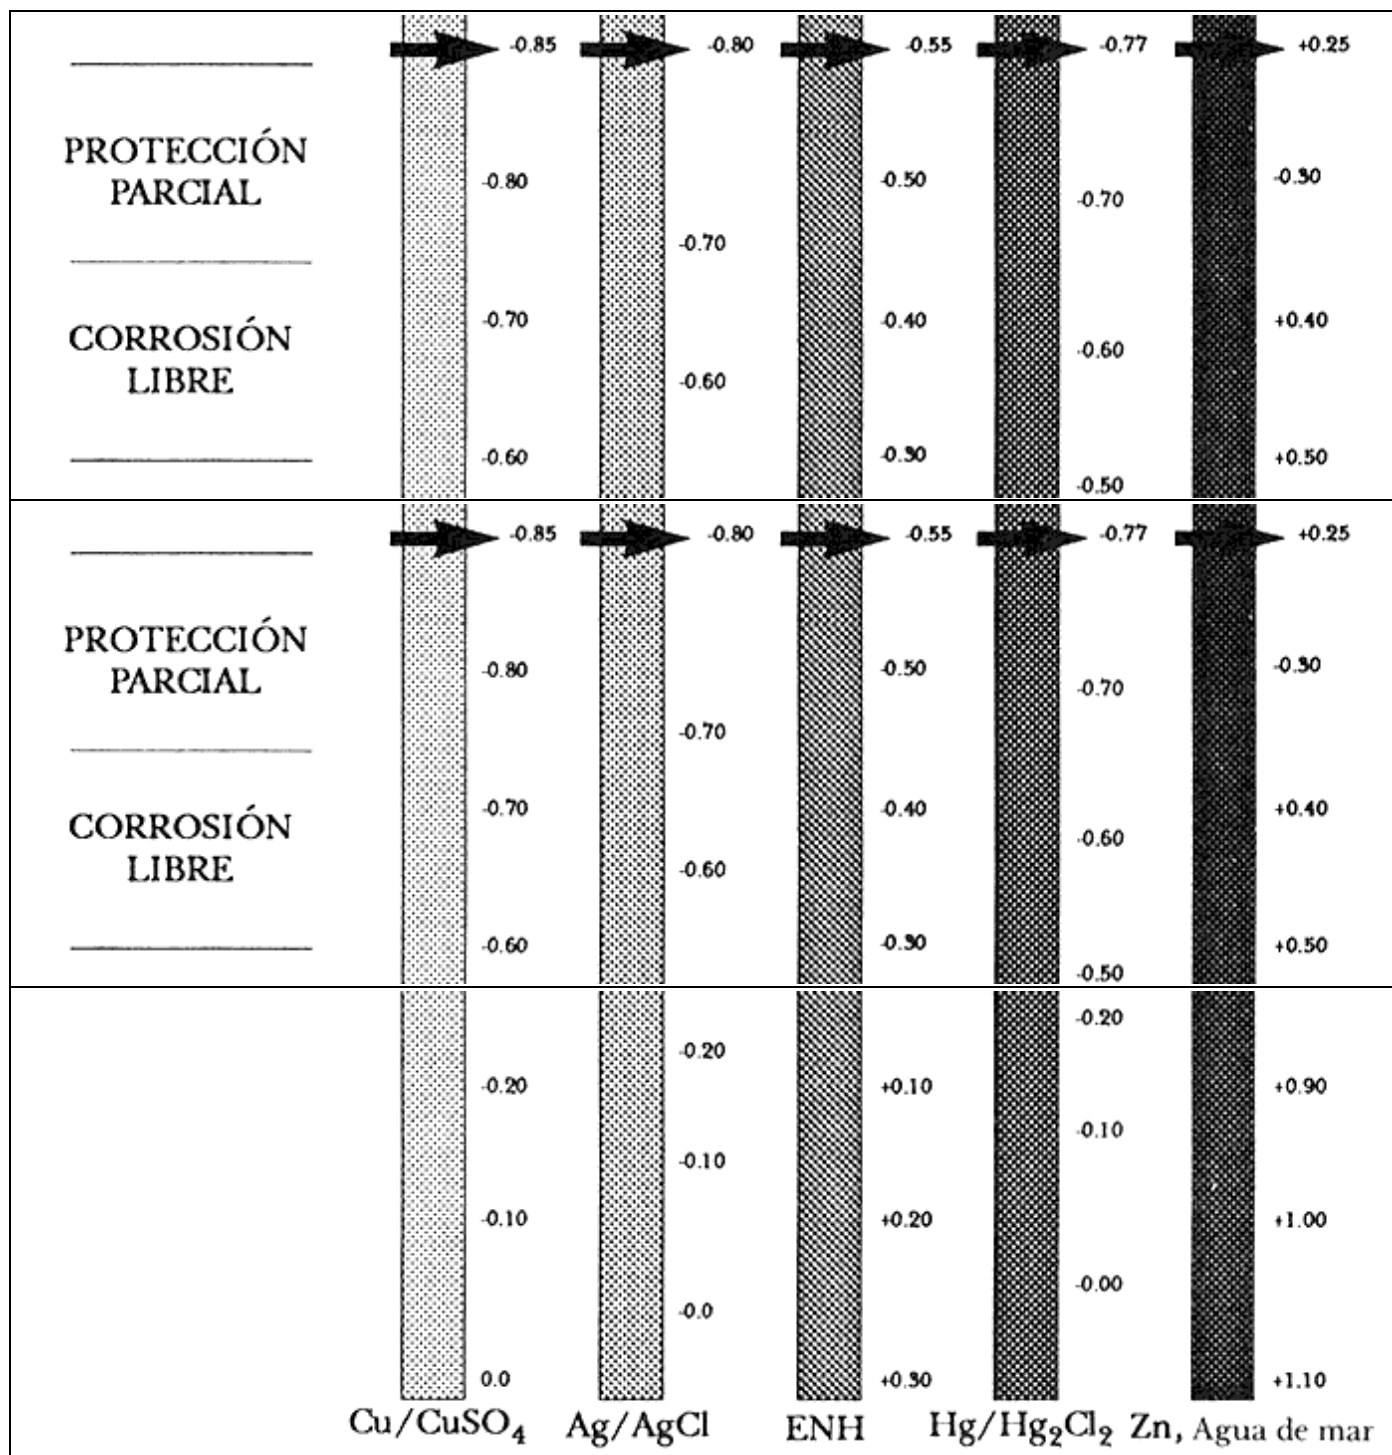 -0.85 -0.80 -0.55 -0.77 +0.25
PROTECCIÓN
PARCIAL
-0.80 -0.50 -0.70 -0.30
-0.70
CORROSIÓN
LIBRE
-0.70 -0.40 -0.60 +0.40
-0.60
-0.60 -0.30 -0.50 +0.50
-0.85 -0.80 -0.55 -0.77 +0.25
PROTECCIÓN
PARCIAL
-0.80 -0.50 -0.70 -0.30
-0.70
CORROSIÓN
LIBRE
-0.70 -0.40 -0.60 +0.40
-0.60
-0.60 -0.30 -0.50 +0.50
-0.20
-0.20
-0.20 +0.10 +0.90
-0.10
-0.10
-0.10 +0.20 +1.00
-0.00
-0.0
0.0 +0.30 +1.10
Cu/CuSO₄ Ag/AgCl ENH Hg/Hg₂Cl₂ Zn, Agua de mar